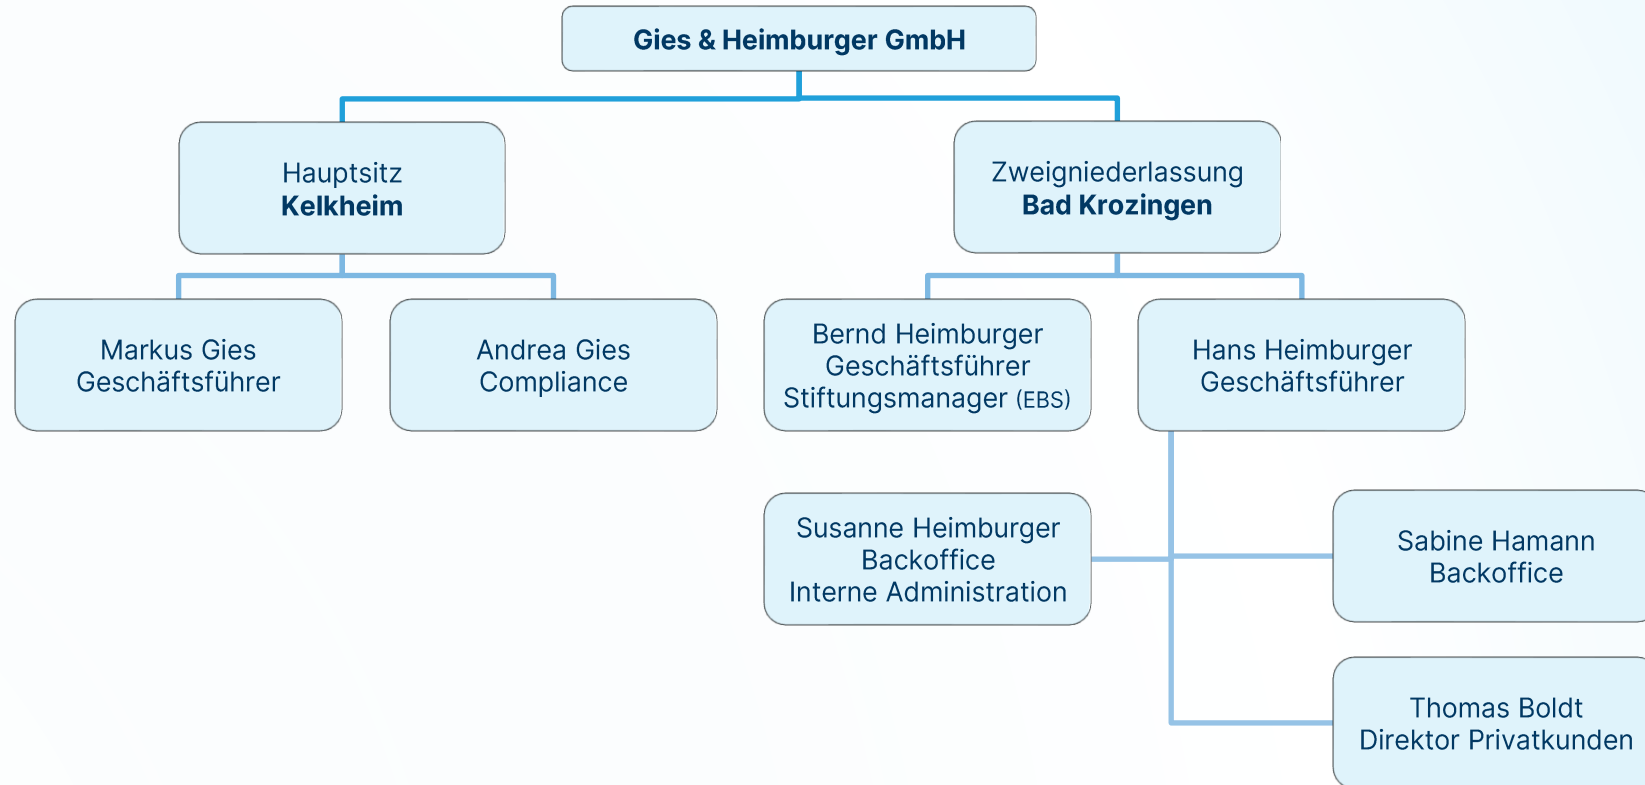 Gies & Heimburger GmbH
Hauptsitz
Kelkheim
Zweigniederlassung
Bad Krozingen
Markus Gies
Geschäftsführer
Andrea Gies
Compliance
Bernd Heimburger
Geschäftsführer
Stiftungsmanager (EBS)
Hans Heimburger
Geschäftsführer
Susanne Heimburger
Backoffice
Interne Administration
Sabine Hamann
Backoffice
Thomas Boldt
Direktor Privatkunden